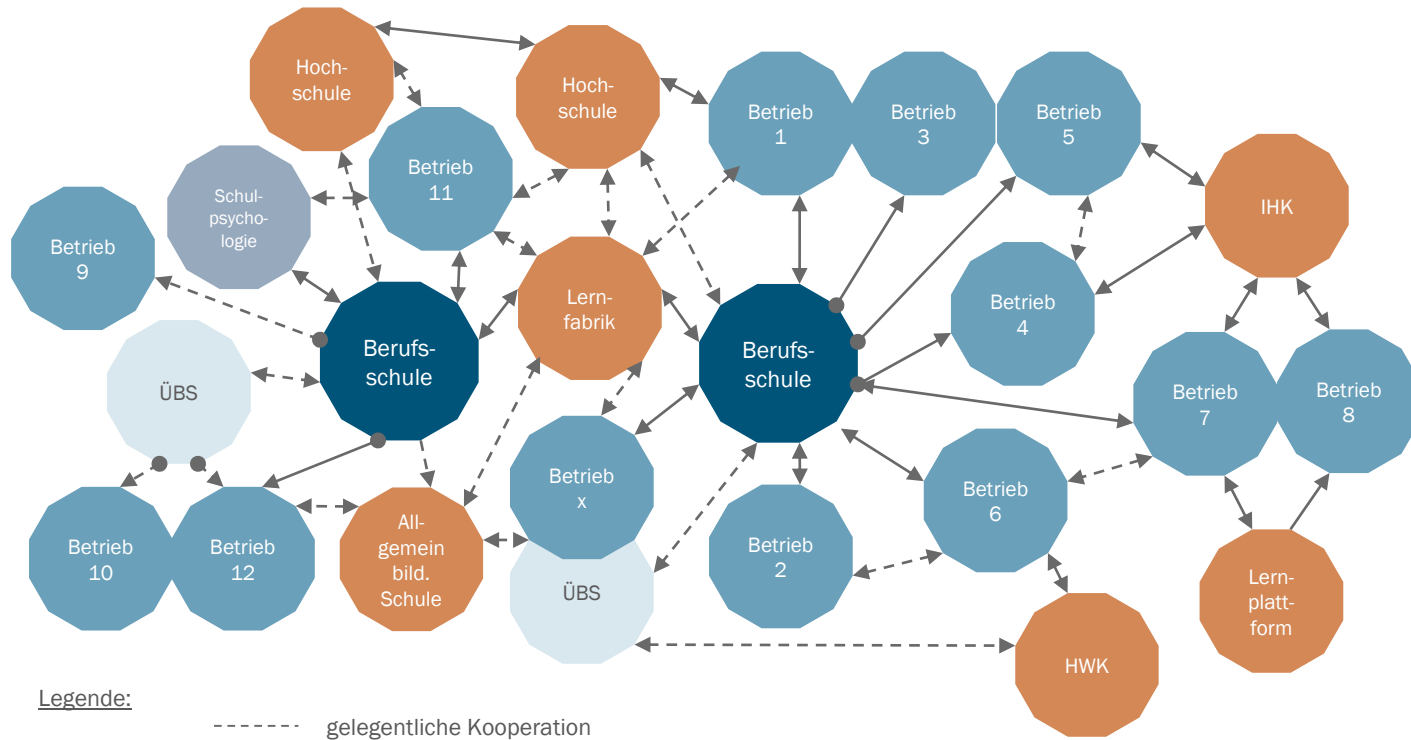 Hoch-
schule
Hoch-
schule
Betrieb
1
Betrieb
3
Betrieb
5
Betrieb
11
IHK
Schul-
psycho-
logie
Betrieb
9
Lern-
fabrik
Betrieb
4
Berufs-
schule
Berufs-
schule
ÜBS
Betrieb
7
Betrieb
8
Betrieb
x
Betrieb
6
Betrieb
10
Betrieb
12
All-
gemein
bild.
Schule
Betrieb
2
ÜBS
Lern-
platt-
form
HWK
Legende:
gelegentliche Kooperation